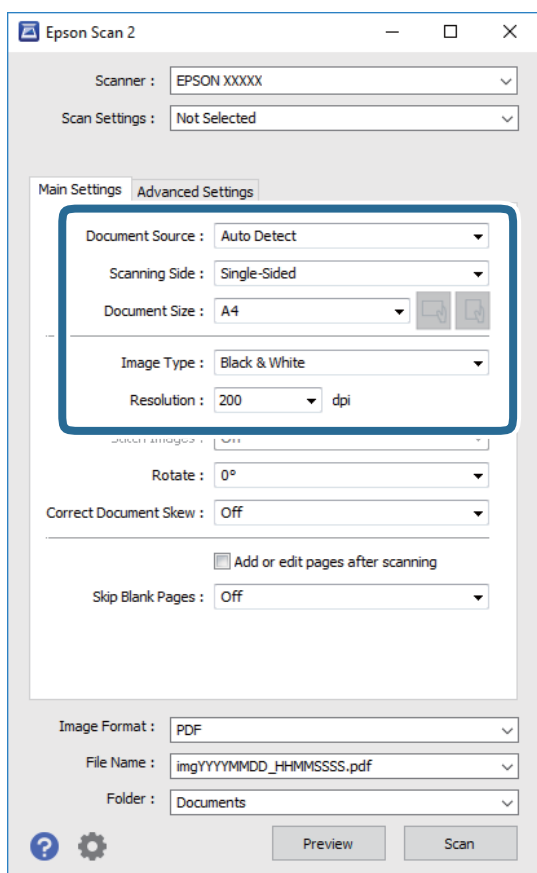 Epson Scan 2
Scanner : EPSON XXXXX
Scan Settings : Not Selected
Main Settings Advanced Settings
Document Source : Auto Detect
Scanning Side : Single-Sided
Document Size : A4
Image Type : Black & White
Resolution : 200 dpi
Rotate : 0°
Correct Document Skew : Off
Add or edit pages after scanning
Skip Blank Pages : Off
Image Format : PDF
File Name : imgYYYYMMDD_HHMMSSSS.pdf
Folder : Documents
? Preview Scan